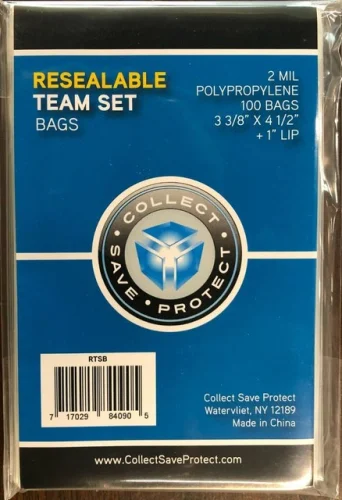 RESEALABLE
TEAM SET
BAGS
2 MIL
POLYPROPYLENE
100 BAGS
3 3/8" X 4 1/2"
+ 1" LIP
COLLECT • SAVE • PROTECT •
RTSB
7 17029 84090 5
Collect Save Protect
Watervliet, NY 12189
Made in China
www.CollectSaveProtect.com